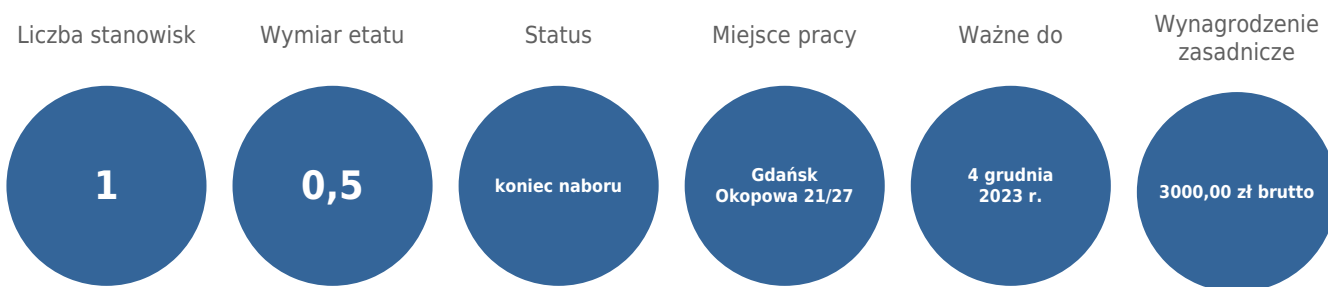 Liczba stanowisk
1
Wymiar etatu
0,5
Status
koniec naboru
Miejsce pracy
Gdańsk
Okopowa 21/27
Ważne do
4 grudnia
2023 r.
Wynagrodzenie
zasadnicze
3000,00 zł brutto